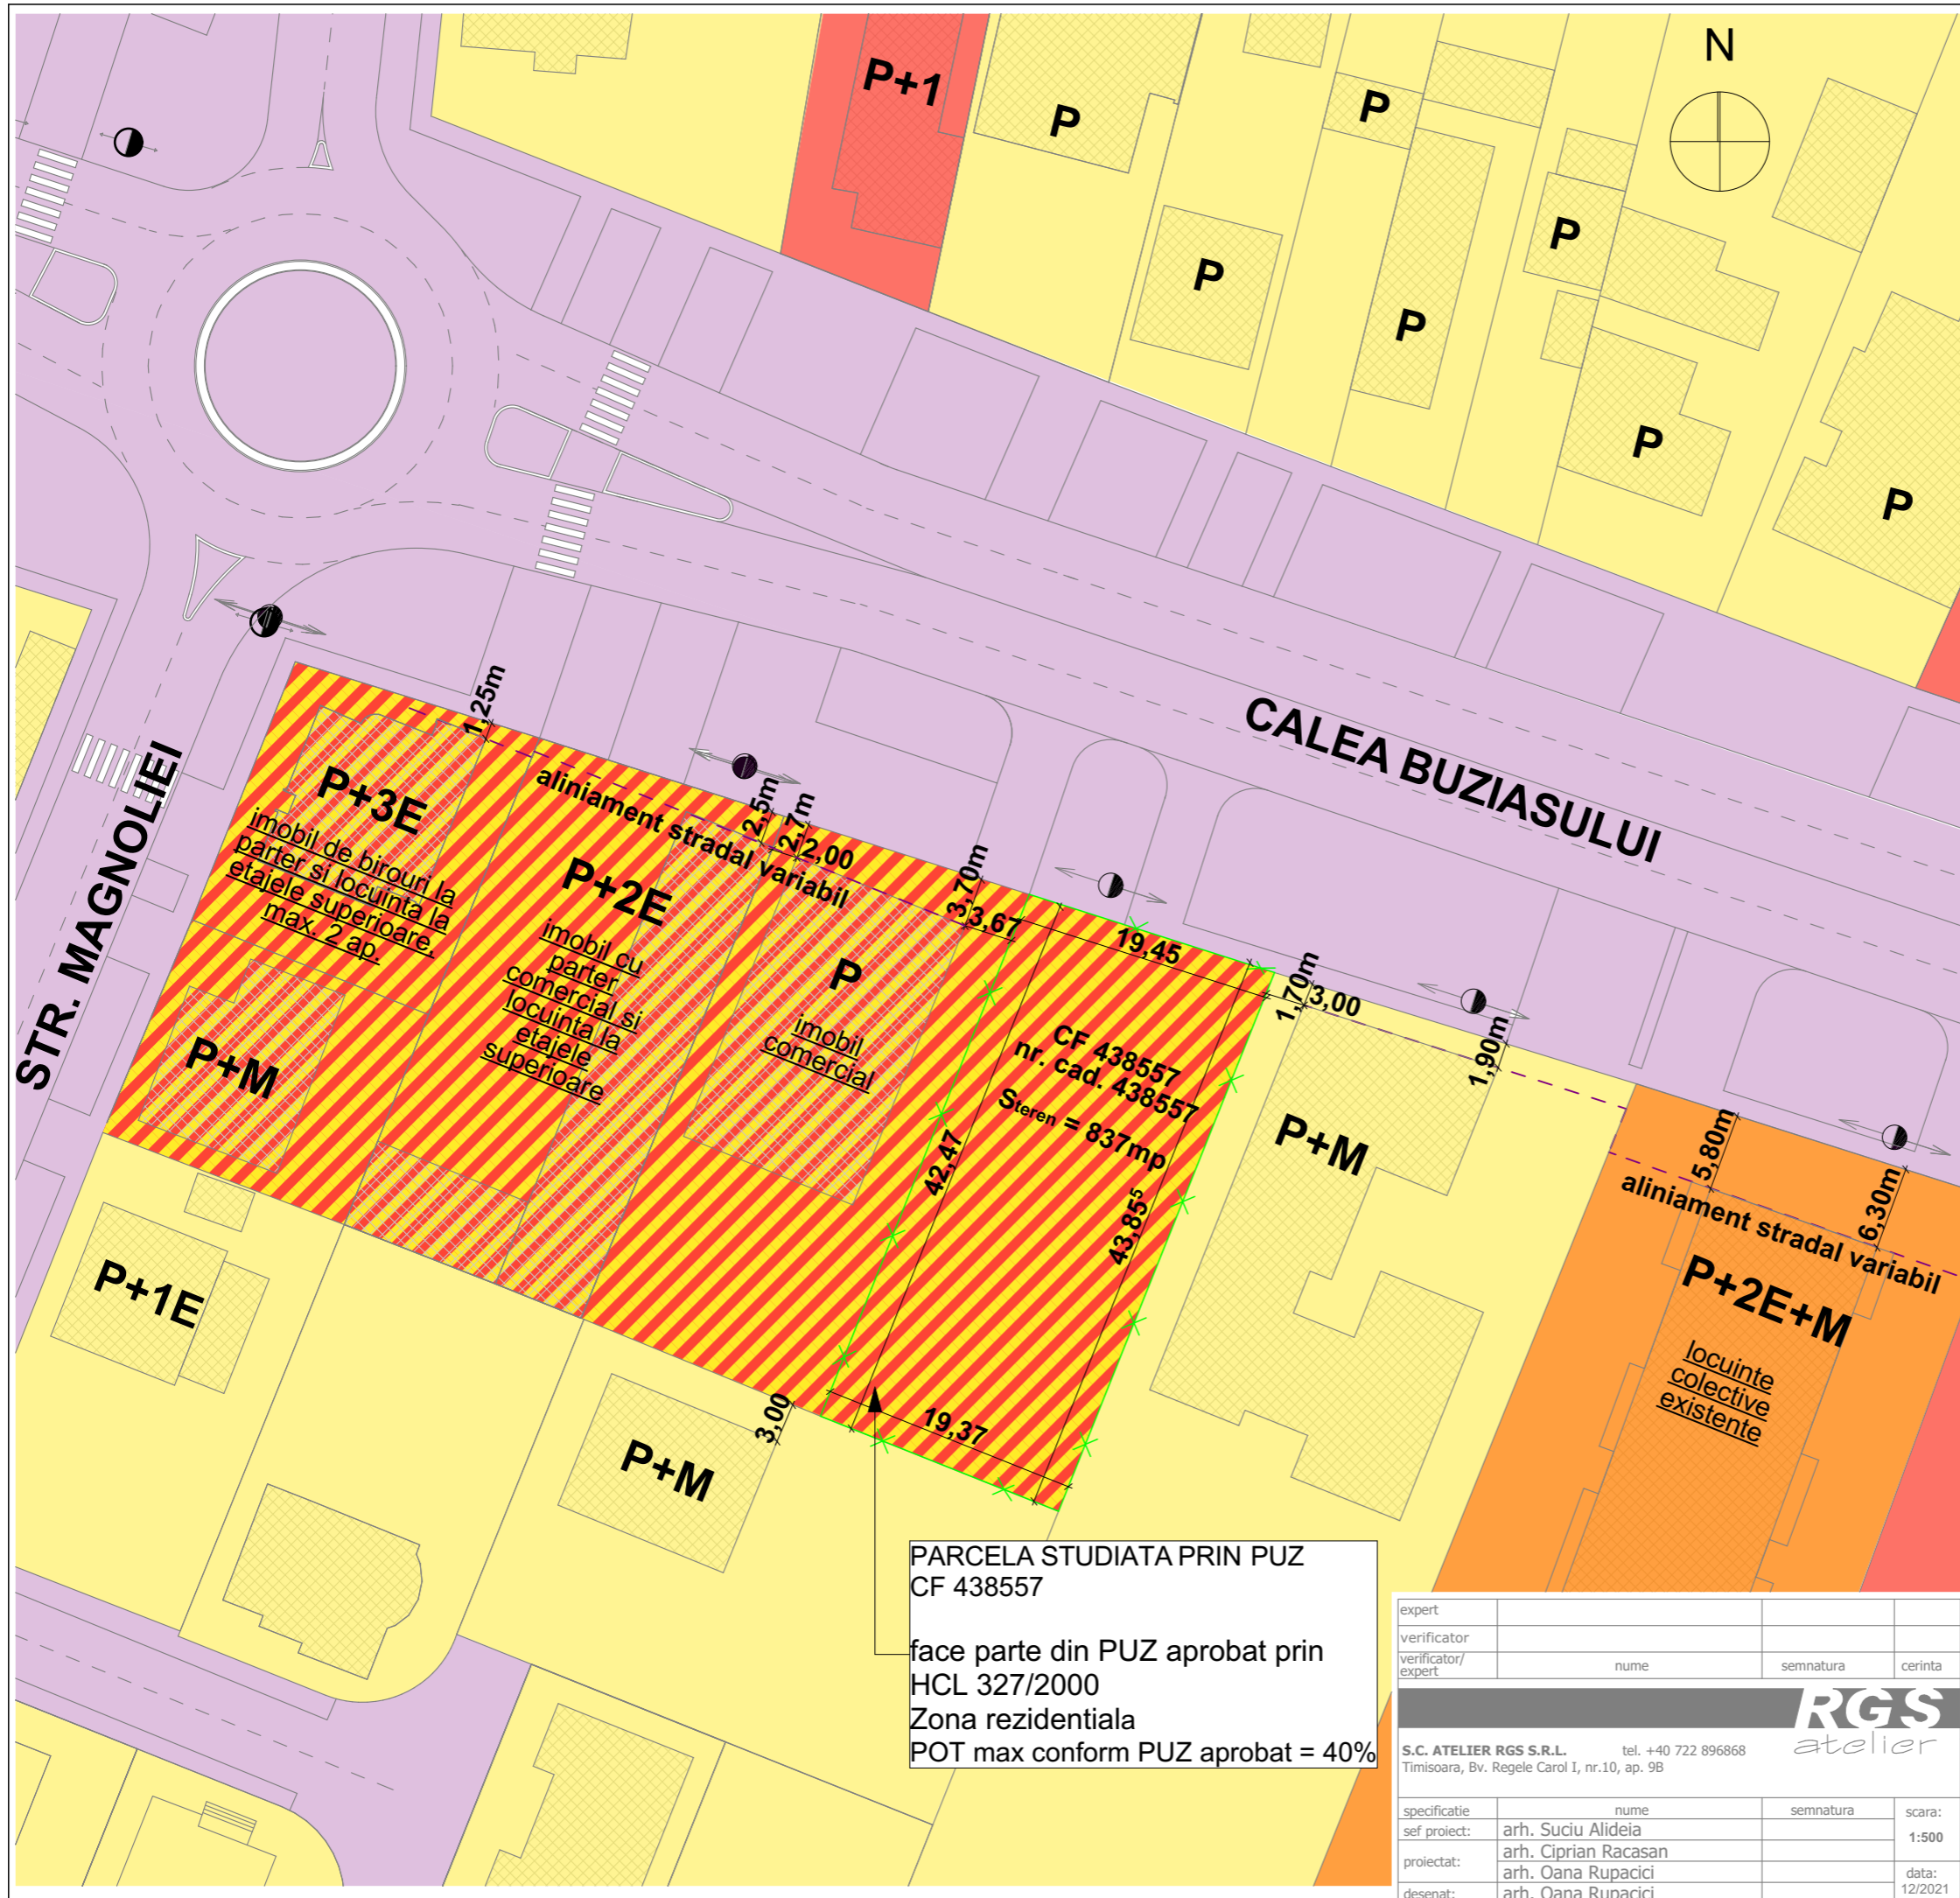 N
P+1
P
P
P
P
P
P
P
CALEA BUZIASULUI
STR. MAGNOLIEI
1,25m
aliniament stradal variabil
2,5m
2,7m
2,00
3,70m
3,67
19,45
1,70m
3,00
1,90m
P+3E
imobil de birouri la
parter si locuinta la
etajele superioare,
max. 2 ap.
P+2E
imobil cu
parter
comercial si
locuinta la
etajele
superioare
P
imobil
comercial
P+M
CF 438557
nr. cad. 438557
Steren = 837mp
42,47
43,85⁵
19,37
3,00
P+M
P+1E
P+M
5,80m
6,30m
aliniament stradal variabil
P+2E+M
locuinte
colective
existente
PARCELA STUDIATA PRIN PUZ
CF 438557
face parte din PUZ aprobat prin
HCL 327/2000
Zona rezidentiala
POT max conform PUZ aprobat = 40%
expert
verificator
verificator/
expert nume semnatura cerinta
RGS
atelier
S.C. ATELIER RGS S.R.L. tel. +40 722 896868
Timisoara, Bv. Regele Carol I, nr.10, ap. 9B
specificatie nume semnatura scara:
sef proiect: arh. Suciu Alideia 1:500
proiectat: arh. Ciprian Racasan
arh. Oana Rupacici data:
desenat: arh. Oana Rupacici 12/2021